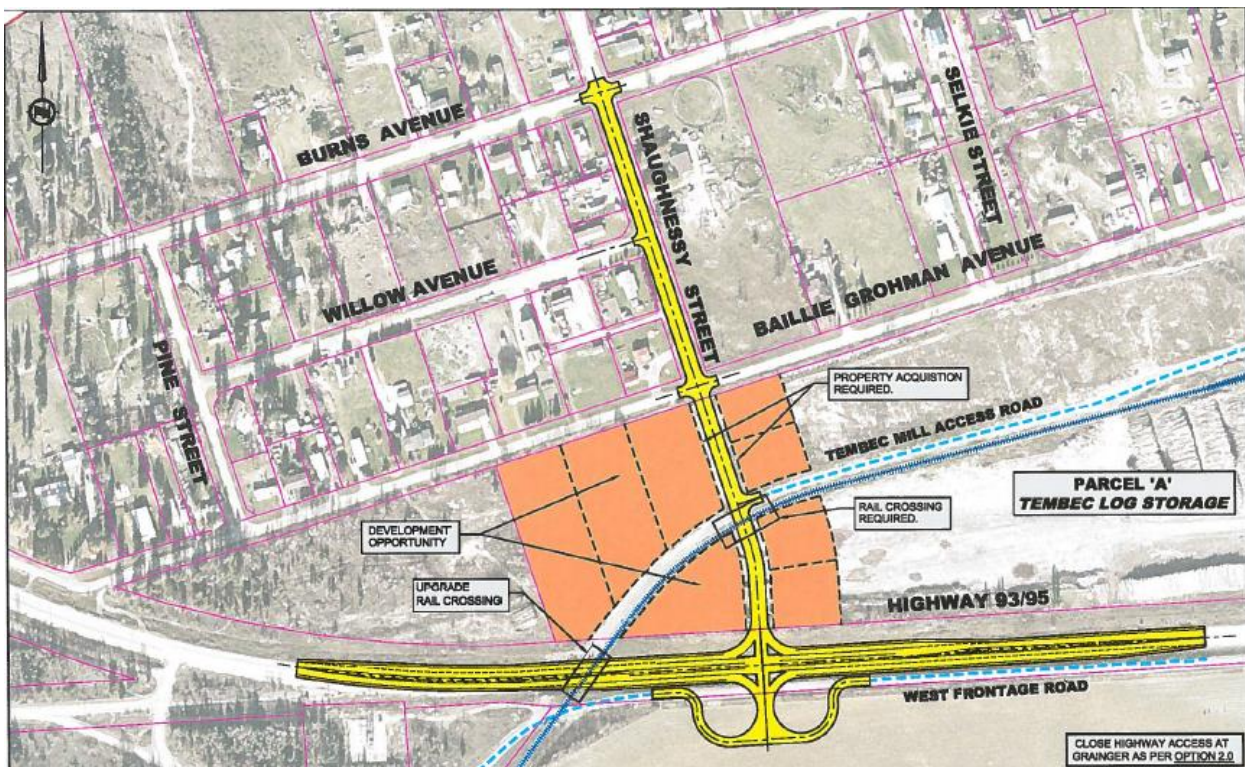 BURNS AVENUE
SHAUGHNESSY STREET
SELKIE STREET
WILLOW AVENUE
BAILLIE GROHMAN AVENUE
PINE STREET
PROPERTY ACQUISTION
REQUIRED.
TEMBEC MILL ACCESS ROAD
PARCEL 'A'
TEMBEC LOG STORAGE
RAIL CROSSING
REQUIRED.
DEVELOPMENT
OPPORTUNITY
UPGRADE
RAIL CROSSING
HIGHWAY 93/95
WEST FRONTAGE ROAD
CLOSE HIGHWAY ACCESS AT
GRAINGER AS PER OPTION 2.0